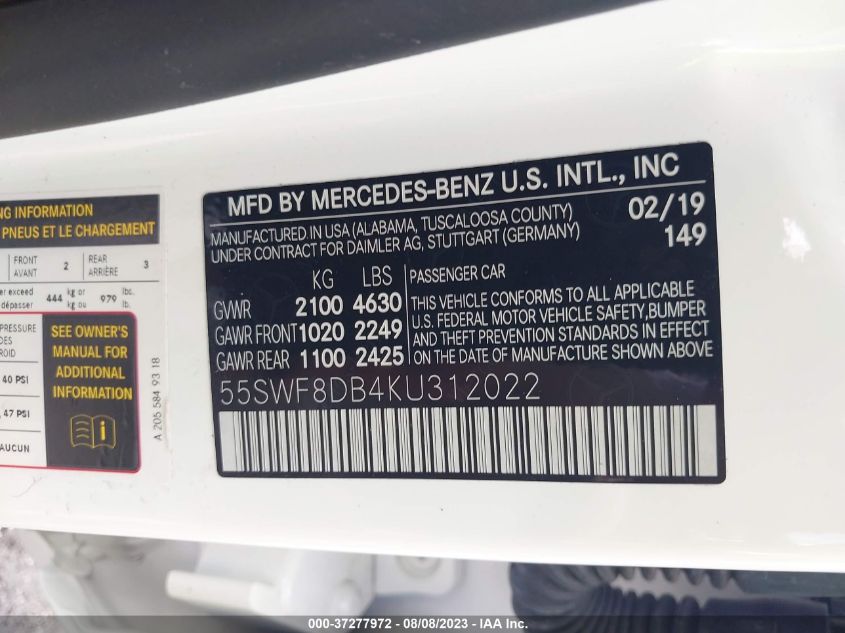 MFD BY MERCEDES-BENZ U.S. INTL., INC
MANUFACTURED IN USA (ALABAMA, TUSCALOOSA COUNTY) 02/19
UNDER CONTRACT FOR DAIMLER AG, STUTTGART (GERMANY) 149
KG LBS PASSENGER CAR
GVWR 2100 4630 THIS VEHICLE CONFORMS TO ALL APPLICABLE
GAWR FRONT 1020 2249 U.S. FEDERAL MOTOR VEHICLE SAFETY, BUMPER
AND THEFT PREVENTION STANDARDS IN EFFECT
GAWR REAR 1100 2425 ON THE DATE OF MANUFACTURE SHOWN ABOVE
55SWF8DB4KU312022
INFORMATION
PNEUS ET LE CHARGEMENT
FRONT 2 REAR 3
AVANT ARRIÈRE
exceed 444 kg or 979 lbs.
dépasser kg ou lb.
PRESSURE
40 PSI
47 PSI
AUCUN
SEE OWNER'S
MANUAL FOR
ADDITIONAL
INFORMATION
A 205 584 93 18
000-37277972 - 08/08/2023 - IAA Inc.